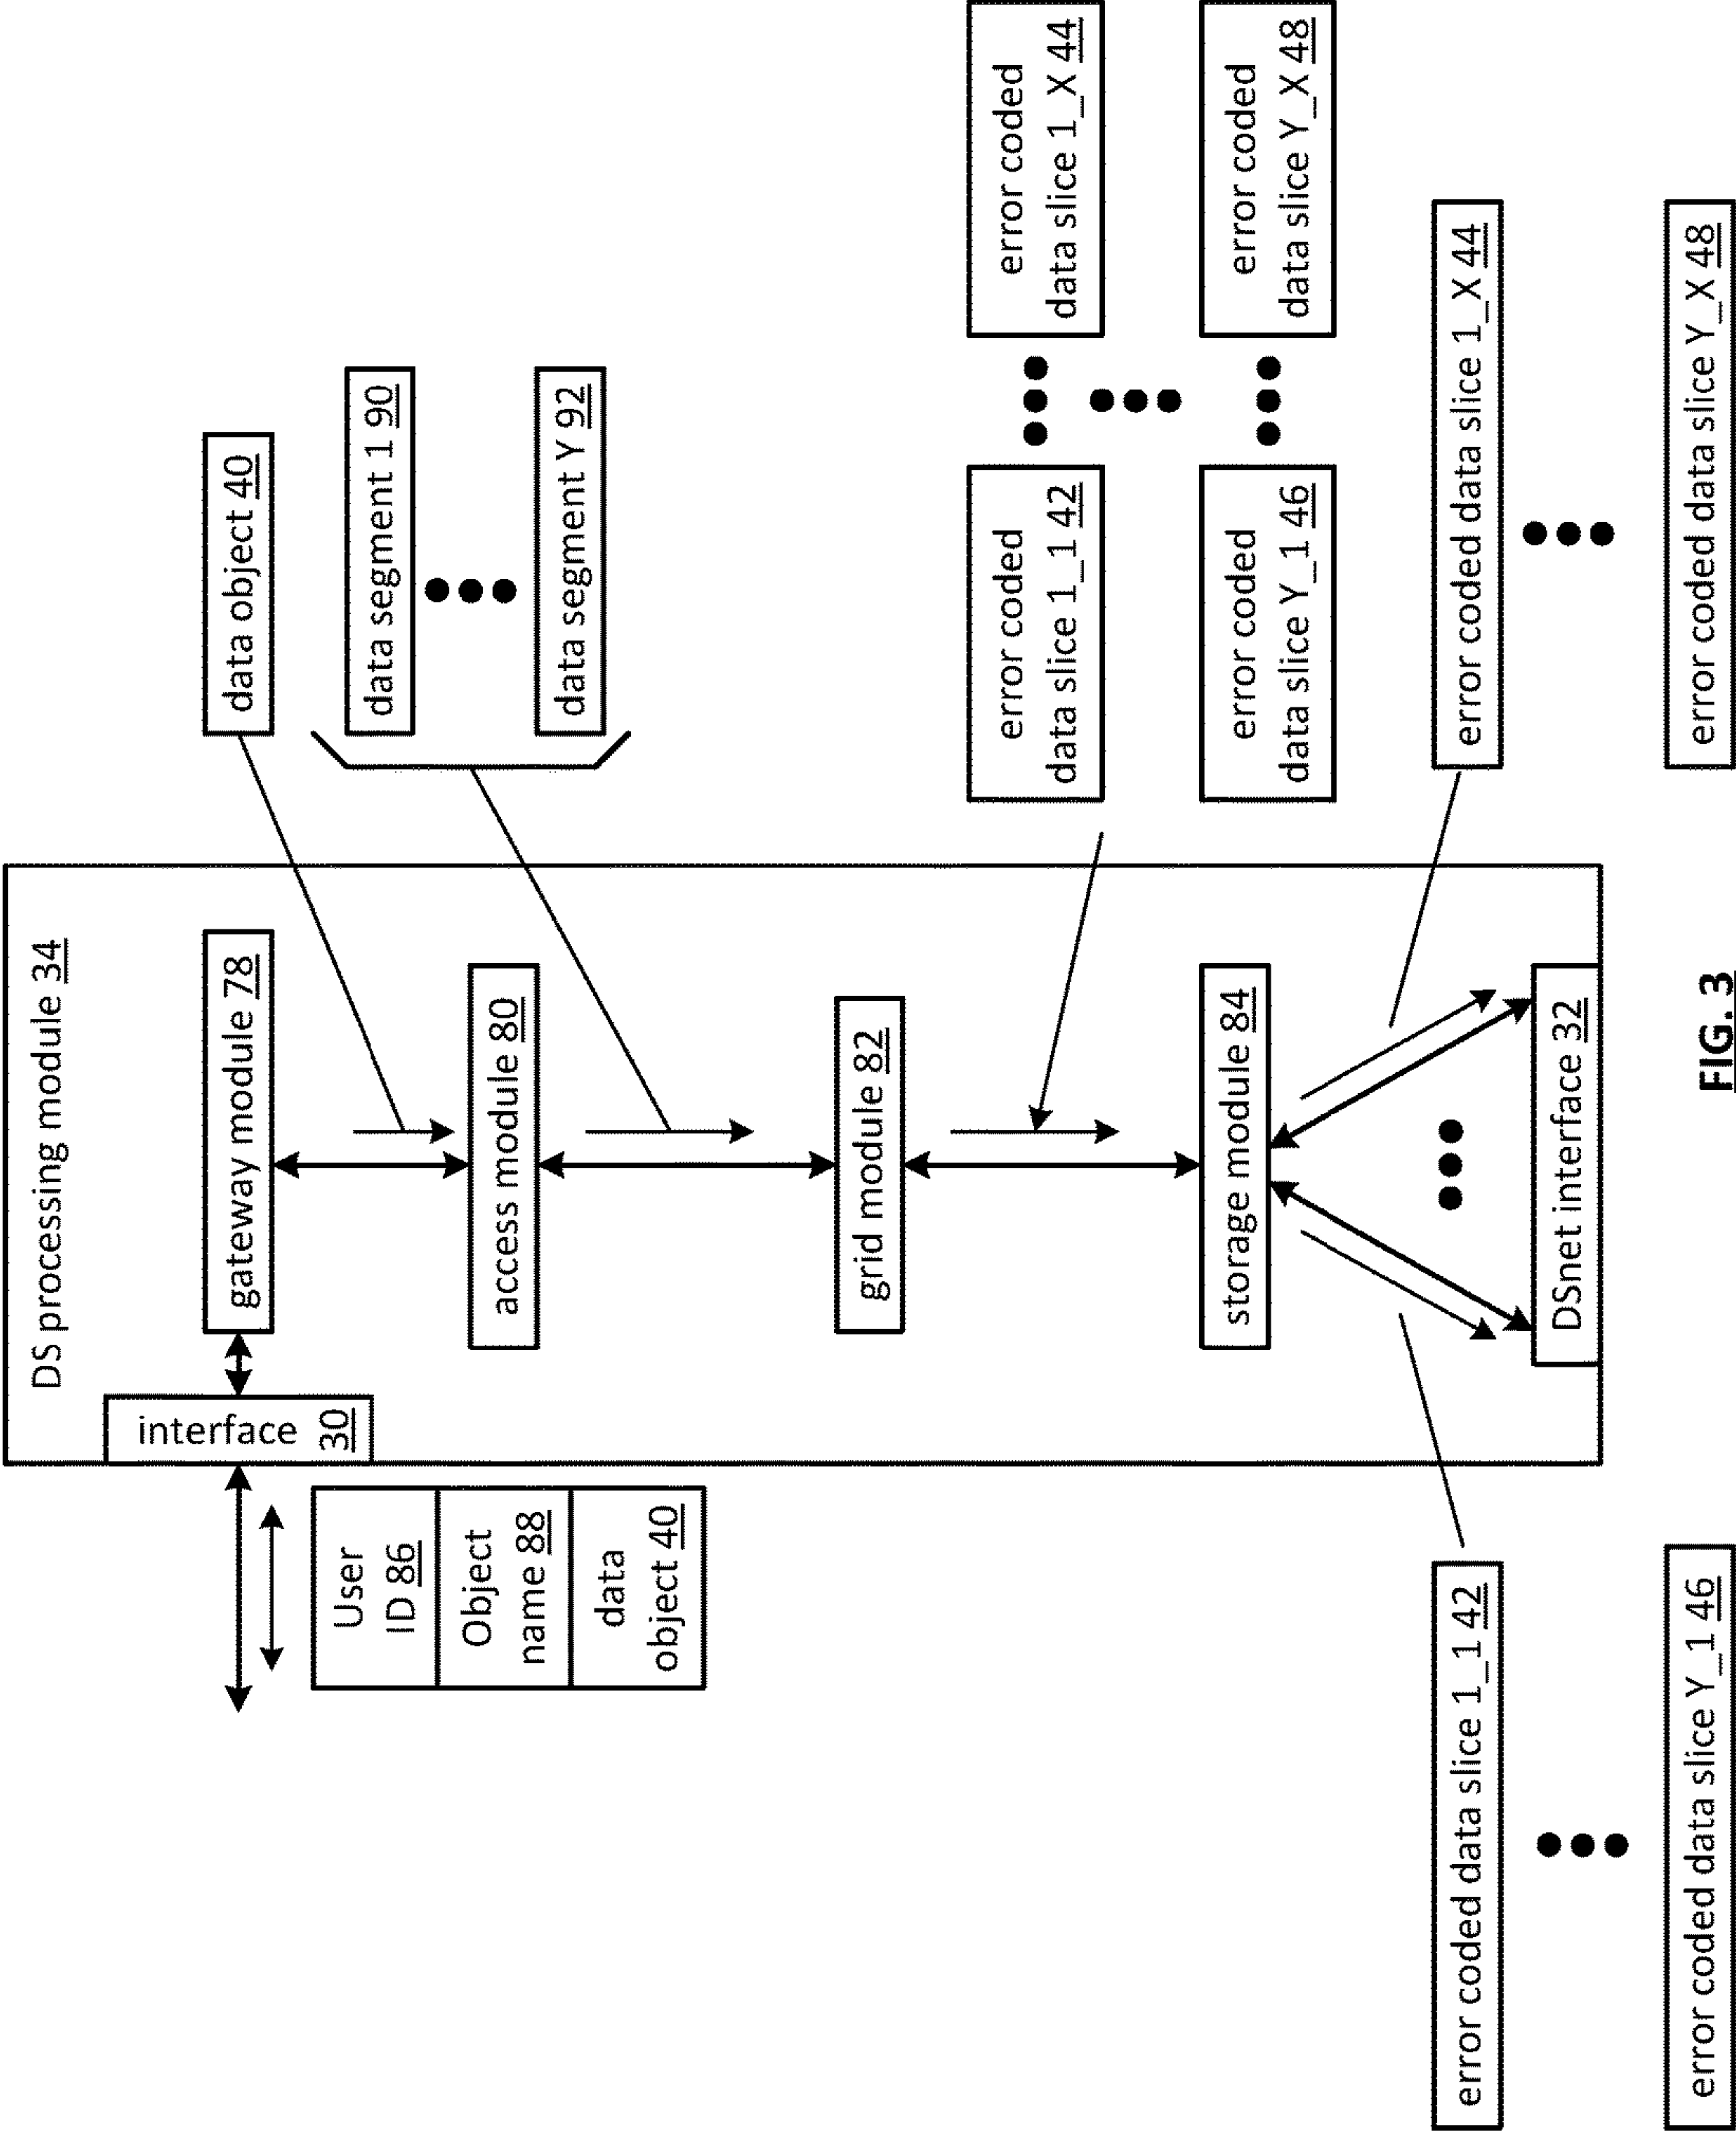 DS processing module 34
interface 30
gateway module 78
data object 40
User
ID 86
Object
name 88
data
object 40
data segment 1 90
data segment Y 92
access module 80
grid module 82
error coded
data slice 1_1 42
error coded
data slice 1_X 44
error coded
data slice Y_1 46
error coded
data slice Y_X 48
storage module 84
DSnet interface 32
error coded data slice 1_1 42
error coded data slice 1_X 44
error coded data slice Y_1 46
error coded data slice Y_X 48
FIG. 3